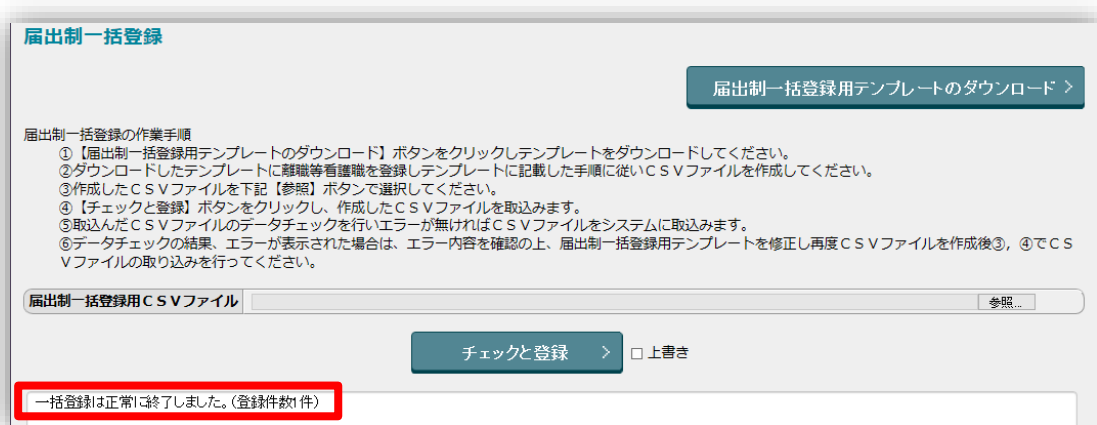 届出制一括登録
届出制一括登録用テンプレートのダウンロード >
届出制一括登録の作業手順
①【届出制一括登録用テンプレートのダウンロード】ボタンをクリックしテンプレートをダウンロードしてください。
②ダウンロードしたテンプレートに離職等看護職を登録しテンプレートに記載した手順に従いCSVファイルを作成してください。
③作成したCSVファイルを下記【参照】ボタンで選択してください。
④【チェックと登録】ボタンをクリックし、作成したCSVファイルを取込みます。
⑤取込んだCSVファイルのデータチェックを行いエラーが無ければCSVファイルをシステムに取込みます。
⑥データチェックの結果、エラーが表示された場合は、エラー内容を確認の上、届出制一括登録用テンプレートを修正し再度CSVファイルを作成後③,④でCS
Vファイルの取り込みを行ってください。
届出制一括登録用CSVファイル 参照...
チェックと登録 > 上書き
一括登録は正常に終了しました。(登録件数1件)